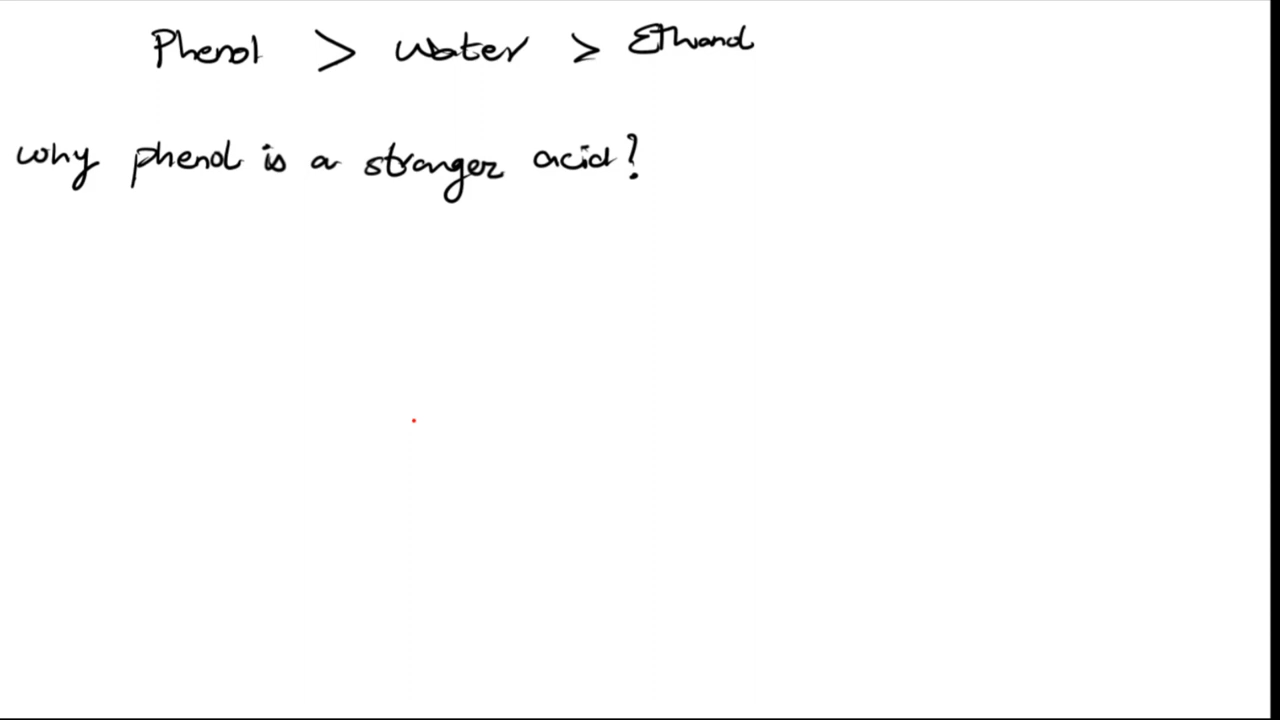 Phenol > water > Ethanol
why phenol is a stronger acid?